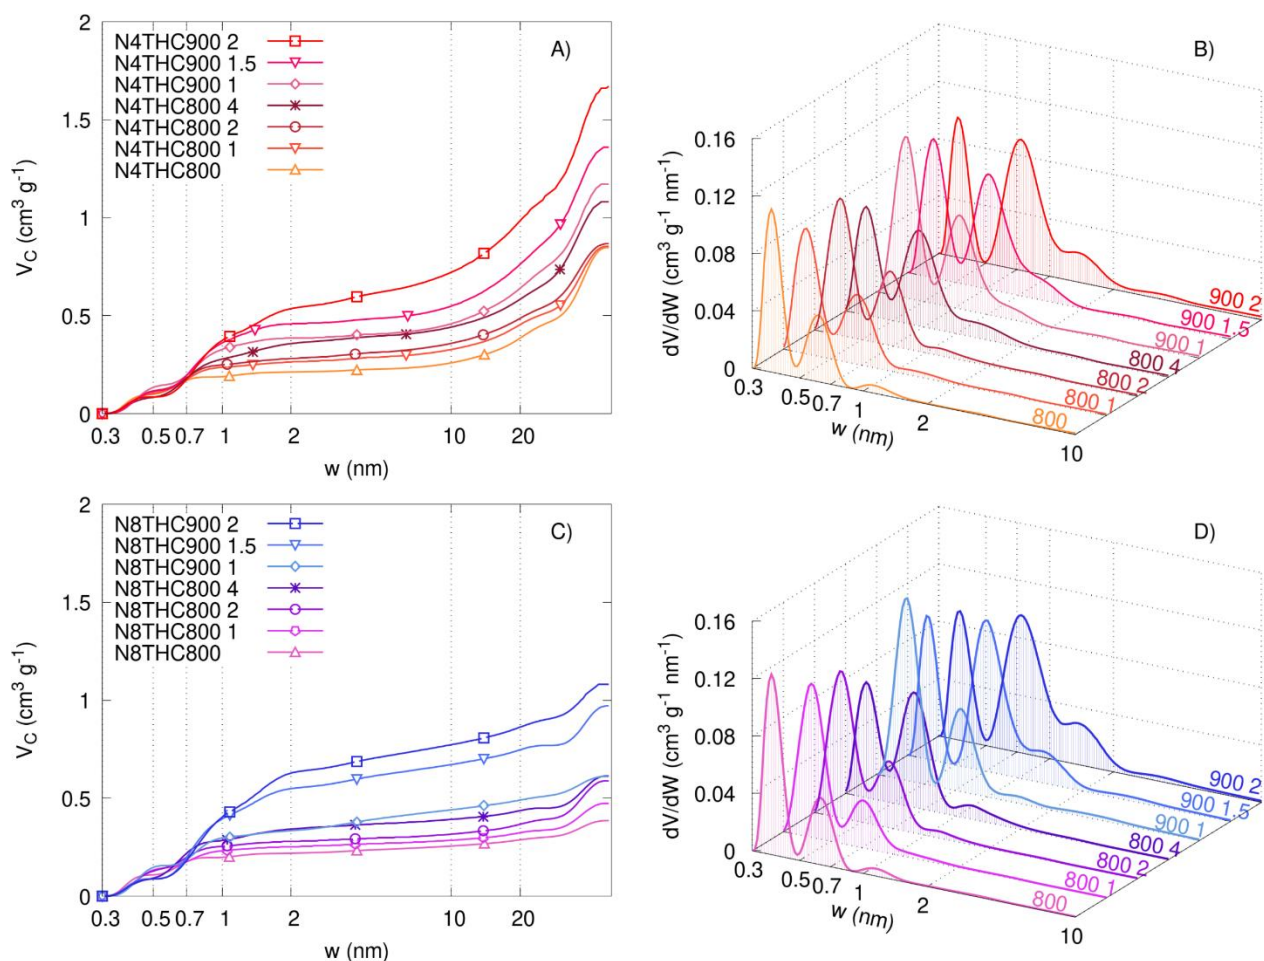 A)
2
1.5
1
0.5
0
V_C (cm³ g⁻¹)
N4THC900 2
N4THC900 1.5
N4THC900 1
N4THC800 4
N4THC800 2
N4THC800 1
N4THC800
0.3 0.5 0.7 1 2 10 20
w (nm)
B)
0.16
0.12
0.08
0.04
0
dV/dW (cm³ g⁻¹ nm⁻¹)
900 2
900 1.5
900 1
800 4
800 2
800 1
800
0.3 0.5 0.7 1 2 10
w (nm)
C)
2
1.5
1
0.5
0
V_C (cm³ g⁻¹)
N8THC900 2
N8THC900 1.5
N8THC900 1
N8THC800 4
N8THC800 2
N8THC800 1
N8THC800
0.3 0.5 0.7 1 2 10 20
w (nm)
D)
0.16
0.12
0.08
0.04
0
dV/dW (cm³ g⁻¹ nm⁻¹)
900 2
900 1.5
900 1
800 4
800 2
800 1
800
0.3 0.5 0.7 1 2 10
w (nm)